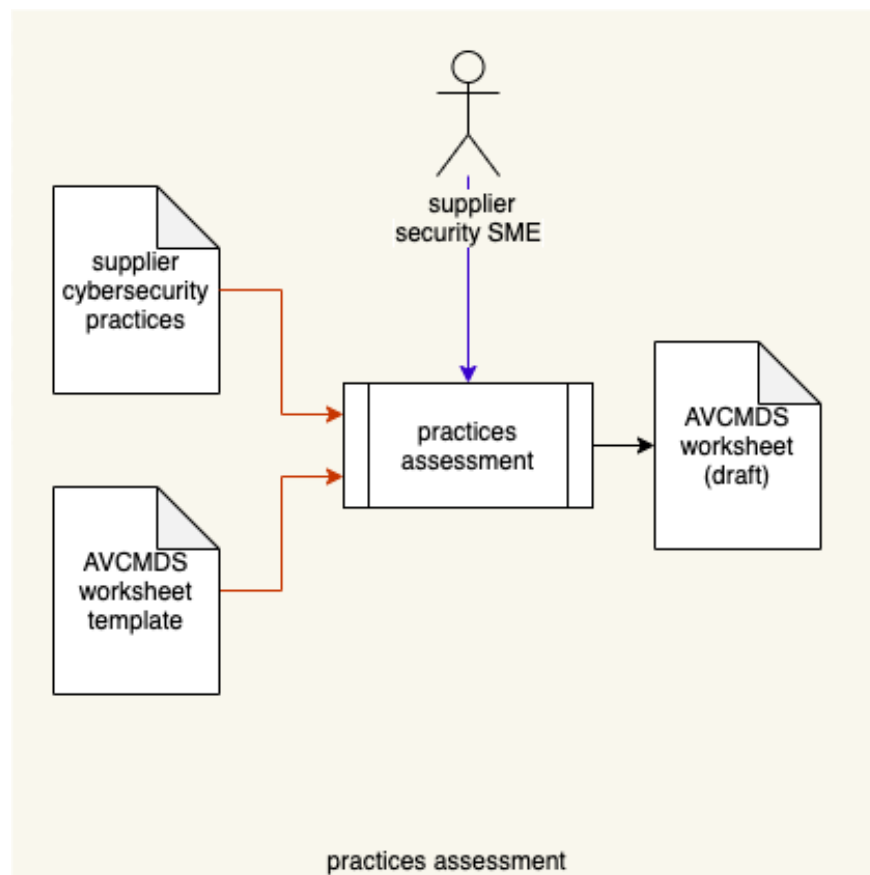 supplier
security SME
supplier
cybersecurity
practices
practices
assessment
AVCMDS
worksheet
(draft)
AVCMDS
worksheet
template
practices assessment